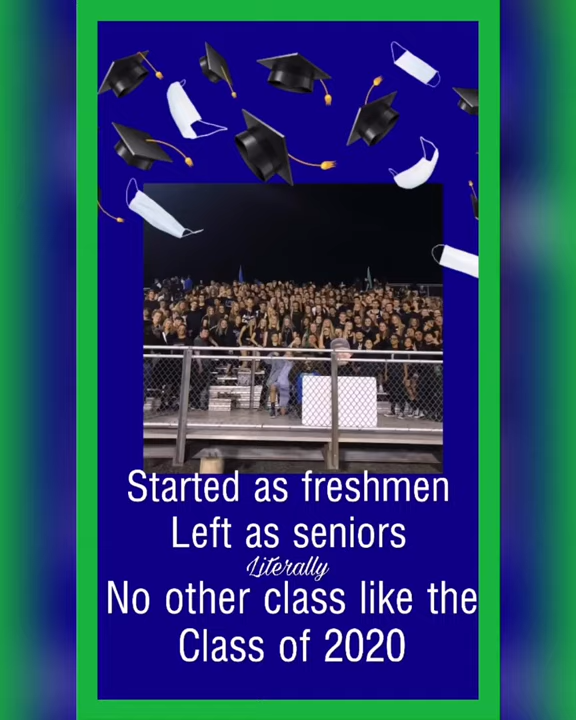 Started as freshmen
Left as seniors
Literally
No other class like the
Class of 2020